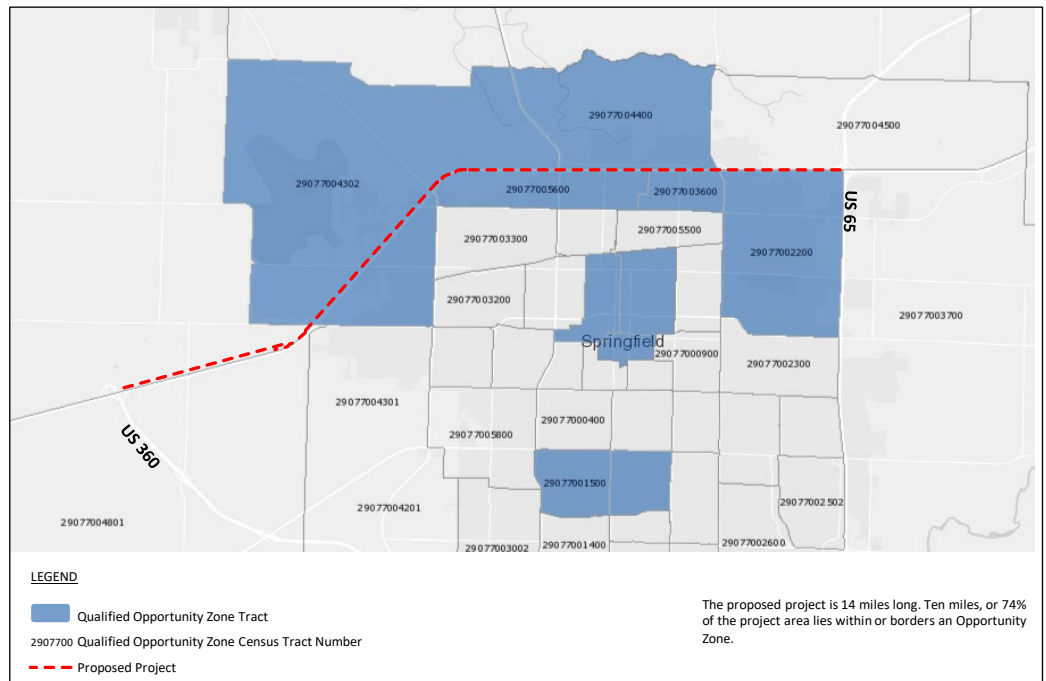 29077004400
29077004500
29077004302
29077005600
29077003600
US 65
29077003300
29077005500
29077002200
29077003200
29077003700
Springfield
29077000900
29077002300
29077004301
29077000400
29077005800
US 360
29077001500
29077002502
29077004201
29077004801
29077003002
29077001400
29077002600
LEGEND
Qualified Opportunity Zone Tract
2907700 Qualified Opportunity Zone Census Tract Number
Proposed Project
The proposed project is 14 miles long. Ten miles, or 74%
of the project area lies within or borders an Opportunity
Zone.